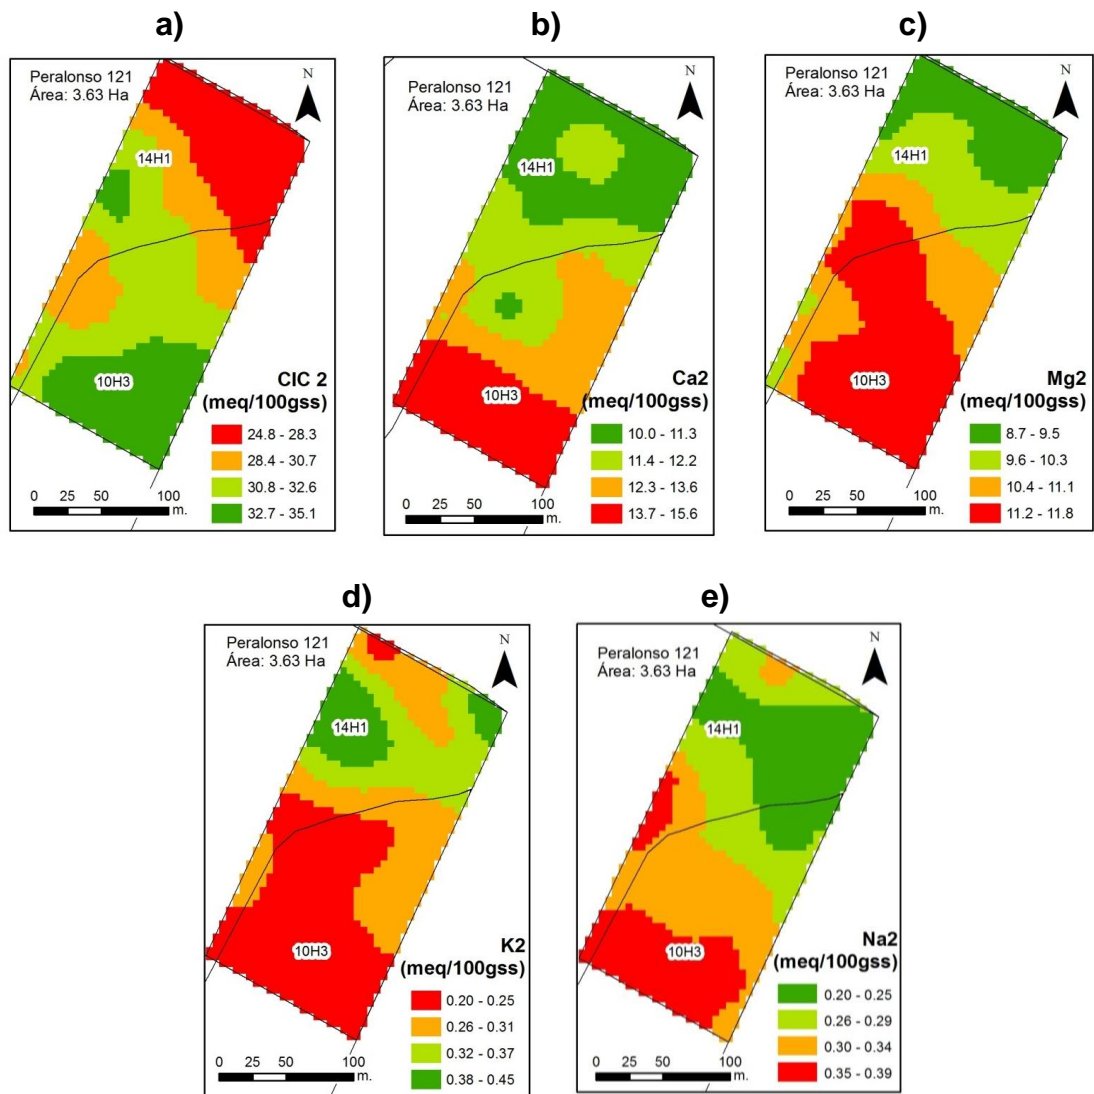 a)
Peralonso 121
Área: 3.63 Ha
N
14H1
10H3
CIC 2
(meq/100gss)
24.8 - 28.3
28.4 - 30.7
30.8 - 32.6
32.7 - 35.1
0 25 50 100
m.
b)
Peralonso 121
Área: 3.63 Ha
N
14H1
10H3
Ca2
(meq/100gss)
10.0 - 11.3
11.4 - 12.2
12.3 - 13.6
13.7 - 15.6
0 25 50 100
m.
c)
Peralonso 121
Área: 3.63 Ha
N
14H1
10H3
Mg2
(meq/100gss)
8.7 - 9.5
9.6 - 10.3
10.4 - 11.1
11.2 - 11.8
0 25 50 100
m.
d)
Peralonso 121
Área: 3.63 Ha
N
14H1
10H3
K2
(meq/100gss)
0.20 - 0.25
0.26 - 0.31
0.32 - 0.37
0.38 - 0.45
0 25 50 100
m.
e)
Peralonso 121
Área: 3.63 Ha
N
14H1
10H3
Na2
(meq/100gss)
0.20 - 0.25
0.26 - 0.29
0.30 - 0.34
0.35 - 0.39
0 25 50 100
m.